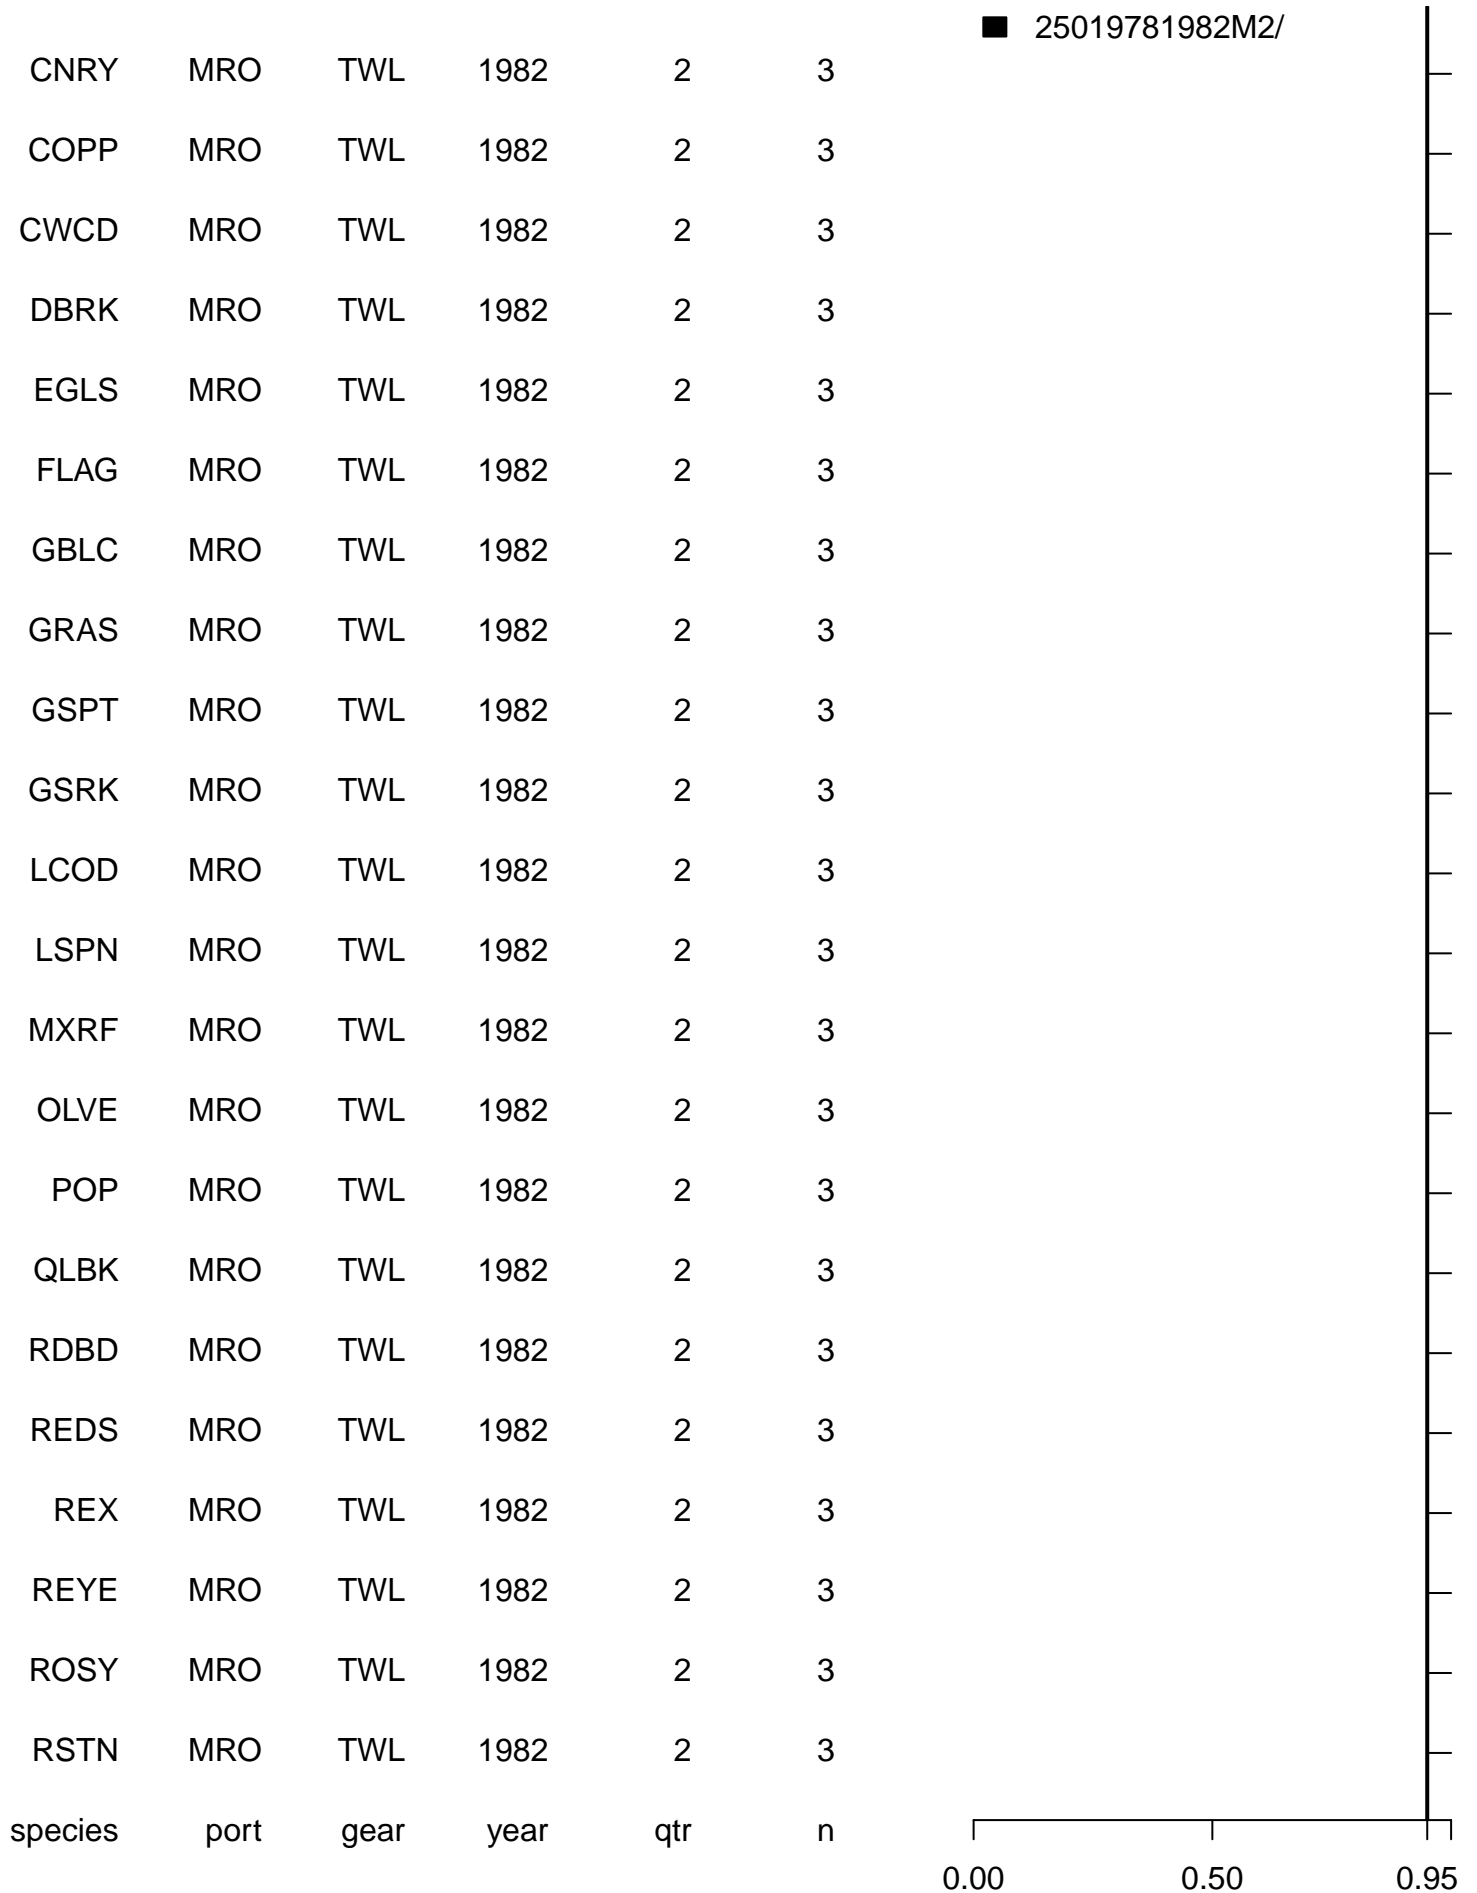 25019781982M2/
CNRY MRO TWL 1982 2 3
COPP MRO TWL 1982 2 3
CWCD MRO TWL 1982 2 3
DBRK MRO TWL 1982 2 3
EGLS MRO TWL 1982 2 3
FLAG MRO TWL 1982 2 3
GBLC MRO TWL 1982 2 3
GRAS MRO TWL 1982 2 3
GSPT MRO TWL 1982 2 3
GSRK MRO TWL 1982 2 3
LCOD MRO TWL 1982 2 3
LSPN MRO TWL 1982 2 3
MXRF MRO TWL 1982 2 3
OLVE MRO TWL 1982 2 3
POP MRO TWL 1982 2 3
QLBK MRO TWL 1982 2 3
RDBD MRO TWL 1982 2 3
REDS MRO TWL 1982 2 3
REX MRO TWL 1982 2 3
REYE MRO TWL 1982 2 3
ROSY MRO TWL 1982 2 3
RSTN MRO TWL 1982 2 3
species port gear year qtr n
0.00 0.50 0.95